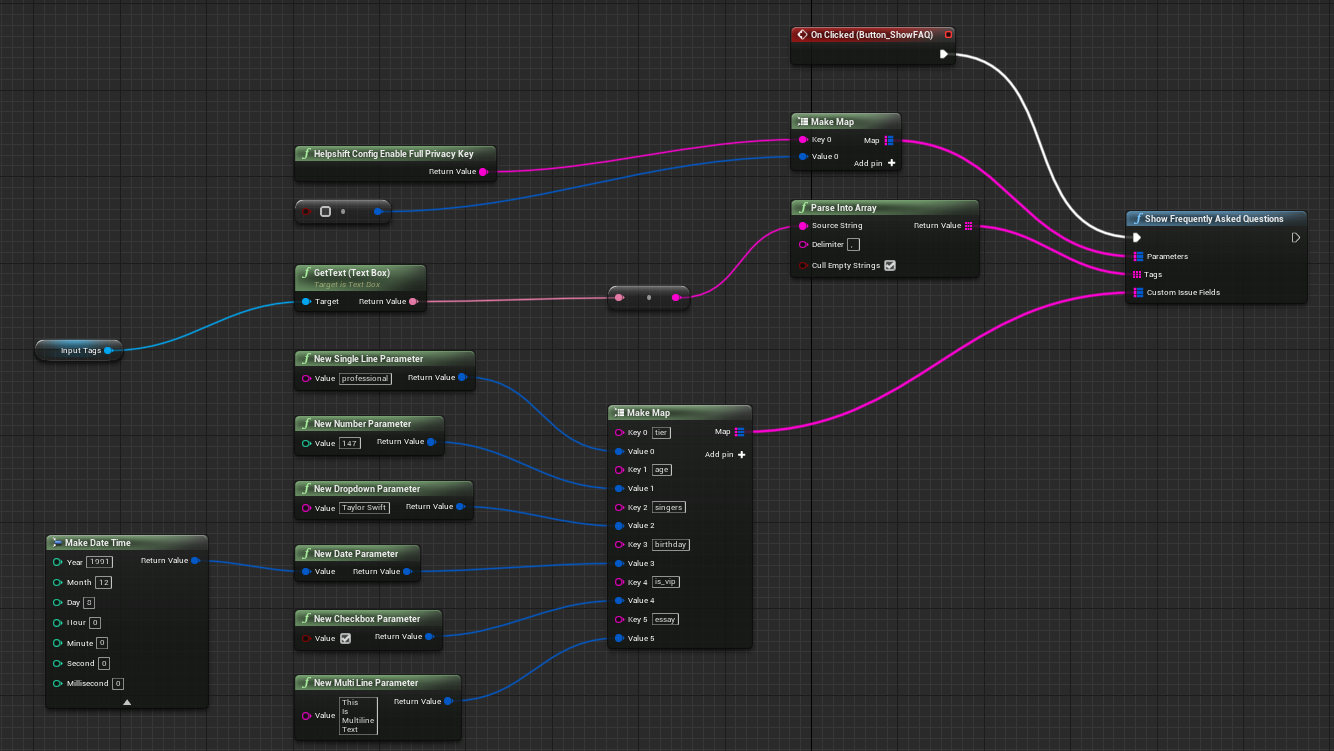 On Clicked (Button_ShowFAQ)
Make Map
Key 0
Map
Value 0
Add pin
Helpshift Config Enable Full Privacy Key
Return Value
Parse Into Array
Source String
Return Value
Delimiter ,
Cull Empty Strings
Show Frequently Asked Questions
Parameters
Tags
Custom Issue Fields
GetText (Text Box)
Target is Text Box
Target
Return Value
Input Tags
New Single Line Parameter
Value professional
Return Value
New Number Parameter
Value 147
Return Value
New Dropdown Parameter
Value Taylor Swift
Return Value
New Date Parameter
Value
Return Value
New Checkbox Parameter
Value
Return Value
New Multi Line Parameter
Return Value
Value
This
Is
Multiline
Text
Make Date Time
Year 1991
Return Value
Month 12
Day
Hour 0
Minute 0
Second 0
Millisecond 0
Make Map
Key 0 tier
Map
Value 0
Add pin
Key 1 age
Value 1
Key 2 singers
Value 2
Key 3 birthday
Value 3
Key 4 is_vip
Value 4
Key 5 essay
Value 5